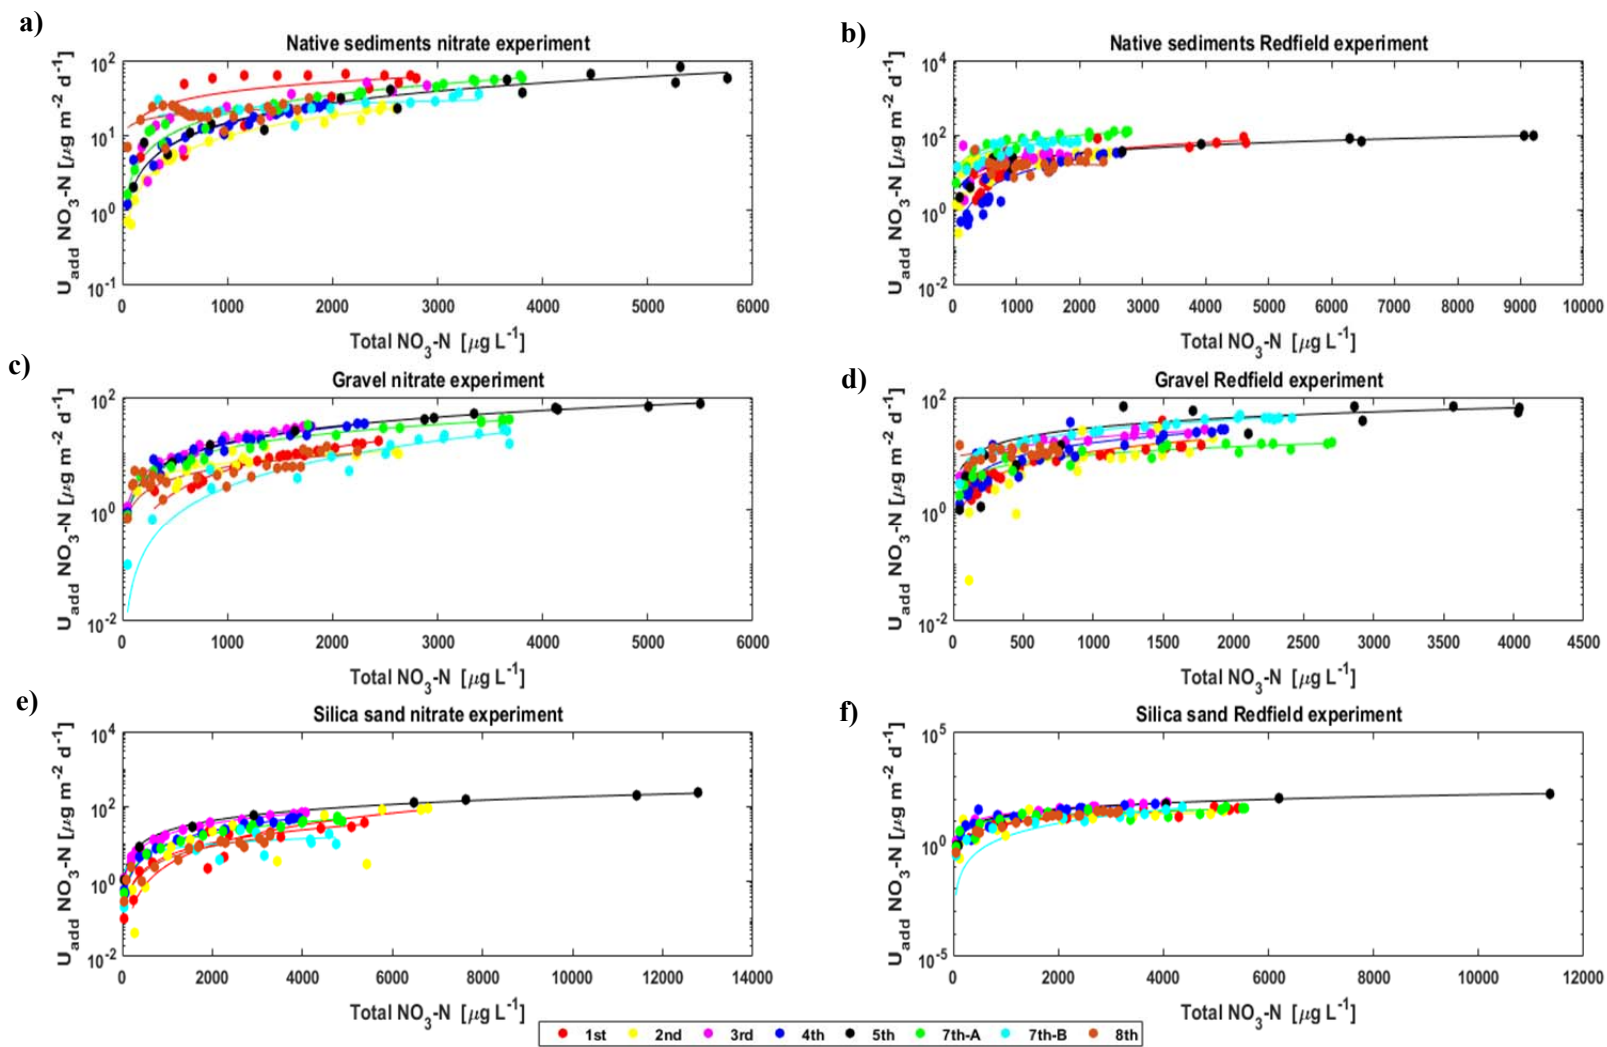 a)
Native sediments nitrate experiment
U_add NO_3-N [μg m^-2 d^-1]
10^2
10^1
10^0
10^-1
0 1000 2000 3000 4000 5000 6000
Total NO_3-N [μg L^-1]
b)
Native sediments Redfield experiment
U_add NO_3-N [μg m^-2 d^-1]
10^4
10^2
10^0
10^-2
0 1000 2000 3000 4000 5000 6000 7000 8000 9000 10000
Total NO_3-N [μg L^-1]
c)
Gravel nitrate experiment
U_add NO_3-N [μg m^-2 d^-1]
10^2
10^0
10^-2
0 1000 2000 3000 4000 5000 6000
Total NO_3-N [μg L^-1]
d)
Gravel Redfield experiment
U_add NO_3-N [μg m^-2 d^-1]
10^2
10^0
10^-2
0 500 1000 1500 2000 2500 3000 3500 4000 4500
Total NO_3-N [μg L^-1]
e)
Silica sand nitrate experiment
U_add NO_3-N [μg m^-2 d^-1]
10^4
10^2
10^0
10^-2
0 2000 4000 6000 8000 10000 12000 14000
Total NO_3-N [μg L^-1]
f)
Silica sand Redfield experiment
U_add NO_3-N [μg m^-2 d^-1]
10^5
10^0
10^-5
0 2000 4000 6000 8000 10000 12000
Total NO_3-N [μg L^-1]
1st 2nd 3rd 4th 5th 7th-A 7th-B 8th